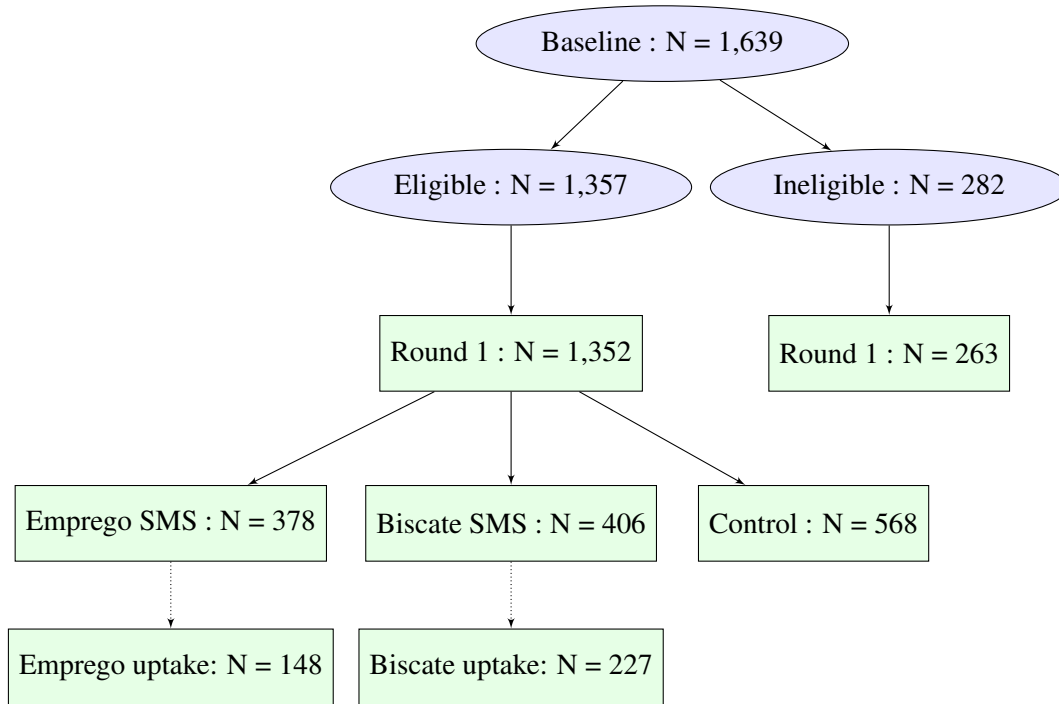 Baseline : N = 1,639
Eligible : N = 1,357
Ineligible : N = 282
Round 1 : N = 1,352
Round 1 : N = 263
Emprego SMS : N = 378
Biscate SMS : N = 406
Control : N = 568
Emprego uptake: N = 148
Biscate uptake: N = 227